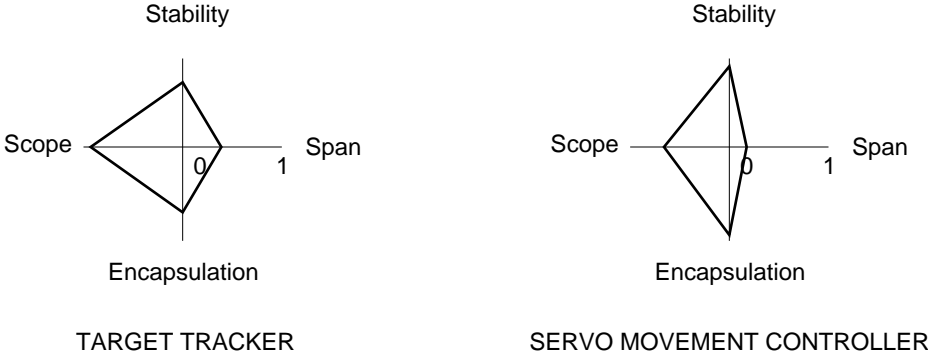 Stability
Stability
Scope
0
1
Span
Scope
0
1
Span
Encapsulation
Encapsulation
TARGET TRACKER
SERVO MOVEMENT CONTROLLER